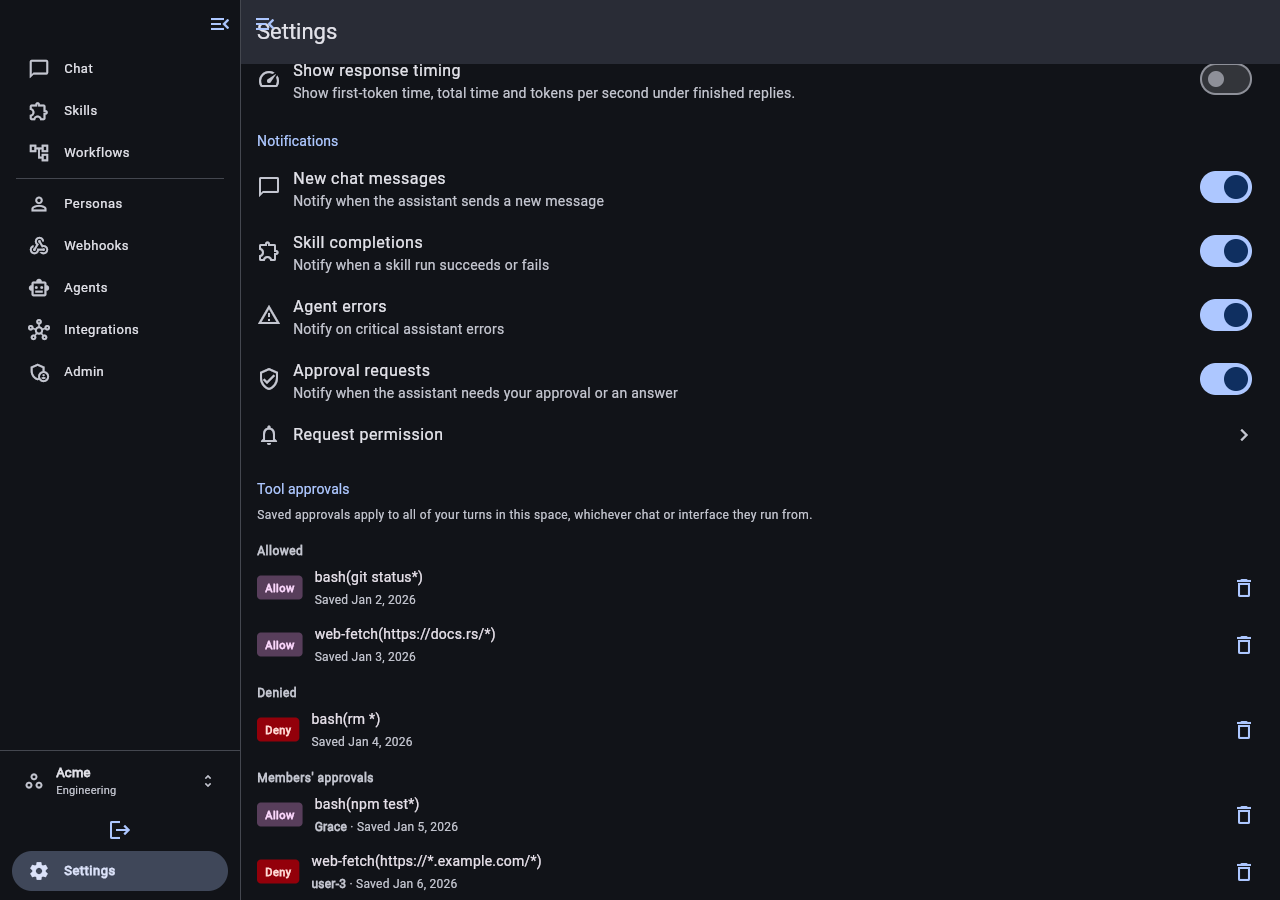 Chat
Skills
Workflows
Personas
Webhooks
Agents
Integrations
Admin
Acme
Engineering
Settings
Settings
Show response timing
Show first-token time, total time and tokens per second under finished replies.
Notifications
New chat messages
Notify when the assistant sends a new message
Skill completions
Notify when a skill run succeeds or fails
Agent errors
Notify on critical assistant errors
Approval requests
Notify when the assistant needs your approval or an answer
Request permission
Tool approvals
Saved approvals apply to all of your turns in this space, whichever chat or interface they run from.
Allowed
Allow
bash(git status*)
Saved Jan 2, 2026
Allow
web-fetch(https://docs.rs/*)
Saved Jan 3, 2026
Denied
Deny
bash(rm *)
Saved Jan 4, 2026
Members' approvals
Allow
bash(npm test*)
Grace · Saved Jan 5, 2026
Deny
web-fetch(https://*.example.com/*)
user-3 · Saved Jan 6, 2026